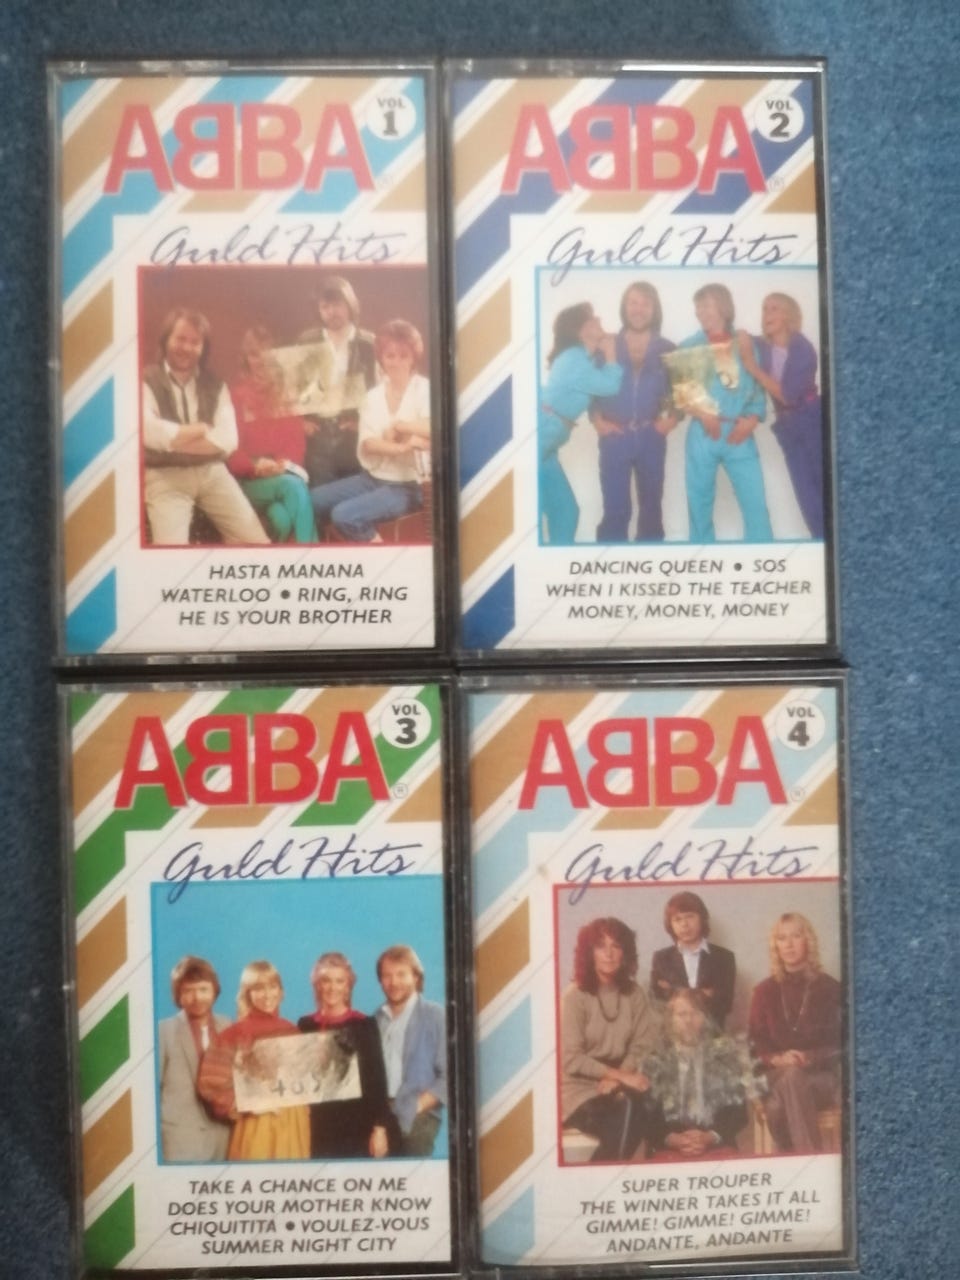 ABBA
VOL
1
®
Guld Hits
HASTA MANANA
WATERLOO • RING, RING
HE IS YOUR BROTHER
ABBA
VOL
2
®
Guld Hits
DANCING QUEEN • SOS
WHEN I KISSED THE TEACHER
MONEY, MONEY, MONEY
ABBA
VOL
3
®
Guld Hits
TAKE A CHANCE ON ME
DOES YOUR MOTHER KNOW
CHIQUITITA • VOULEZ-VOUS
SUMMER NIGHT CITY
ABBA
VOL
4
®
Guld Hits
SUPER TROUPER
THE WINNER TAKES IT ALL
GIMME! GIMME! GIMME!
ANDANTE, ANDANTE